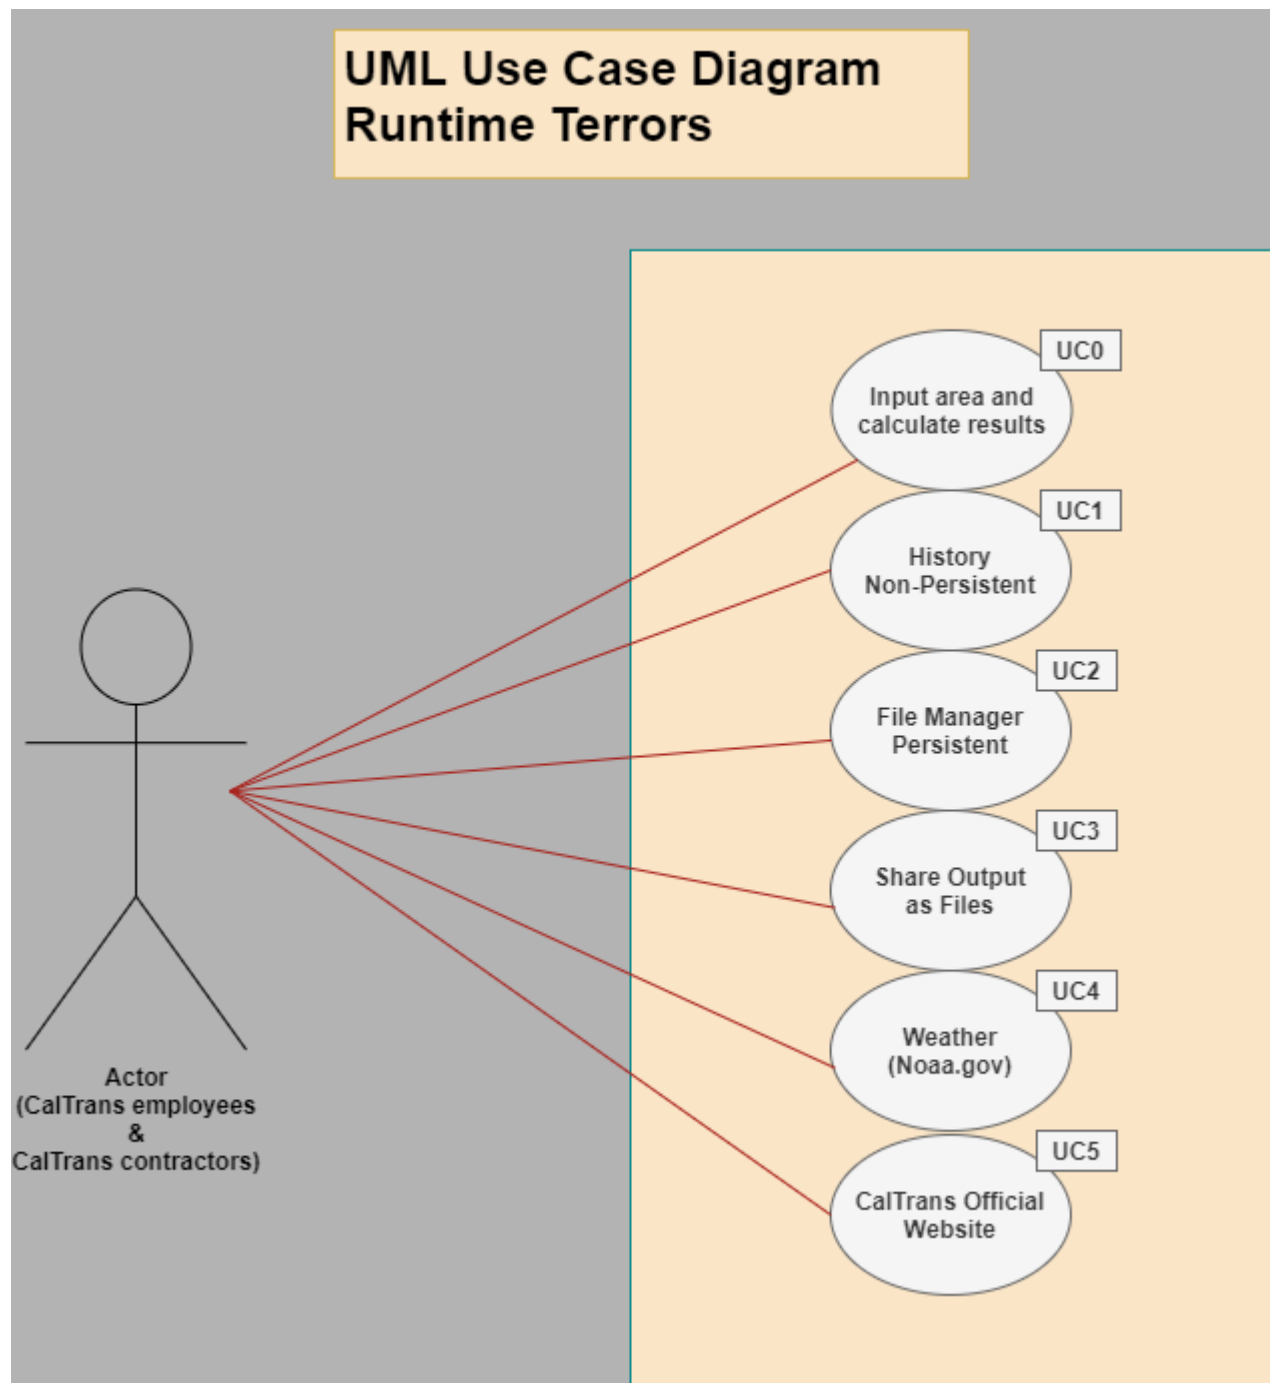 UML Use Case Diagram
Runtime Terrors
UC0
Input area and
calculate results
UC1
History
Non-Persistent
UC2
File Manager
Persistent
UC3
Share Output
as Files
UC4
Weather
(Noaa.gov)
UC5
CalTrans Official
Website
Actor
(CalTrans employees
&
CalTrans contractors)